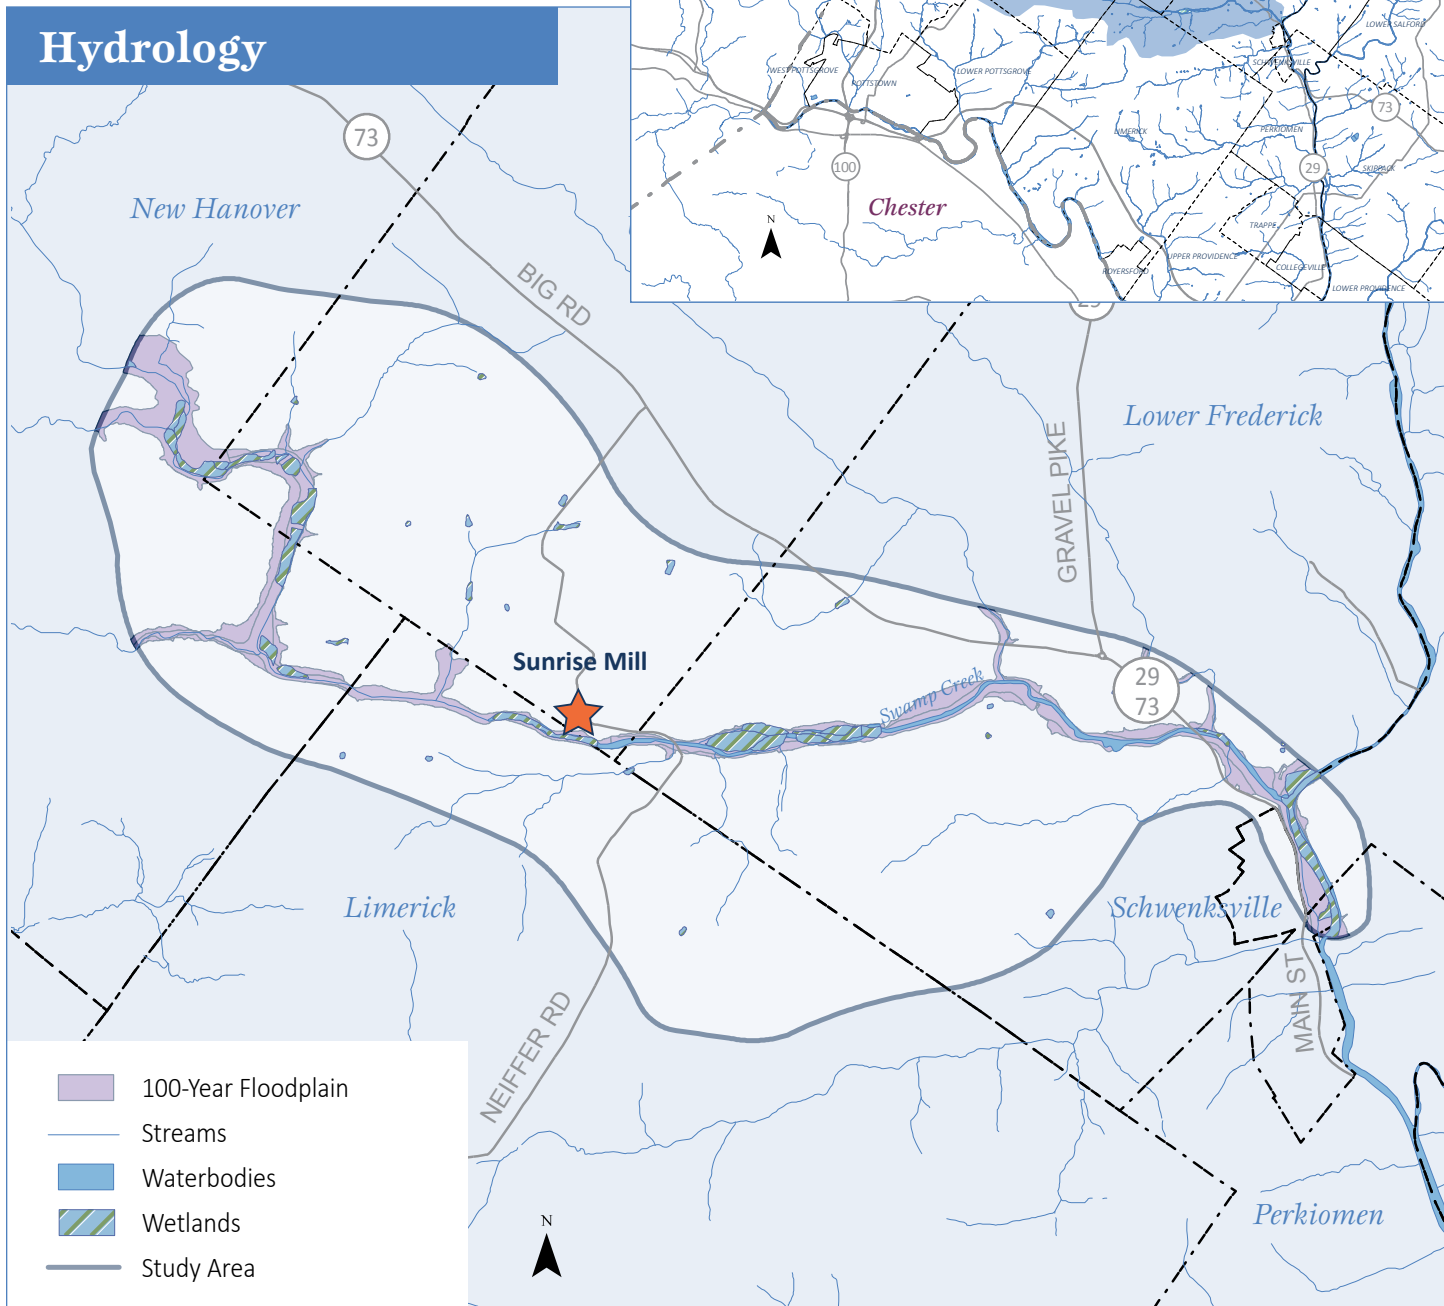 Hydrology
LOWER SALFORD
SCHWENKSVILLE
WEST POTTSGROVE
POTTSTOWN
LOWER POTTSGROVE
73
LIMERICK
PERKIOMEN
100
29
SKIPPACK
N
Chester
TRAPPE
UPPER PROVIDENCE
COLLEGEVILLE
ROYERSFORD
LOWER PROVIDENCE
73
New Hanover
BIG RD
Lower Frederick
GRAVEL PIKE
Sunrise Mill
Swamp Creek
29
73
Limerick
Schwenksville
MAIN ST
NEIFFER RD
100-Year Floodplain
Streams
Waterbodies
Wetlands
Study Area
N
Perkiomen